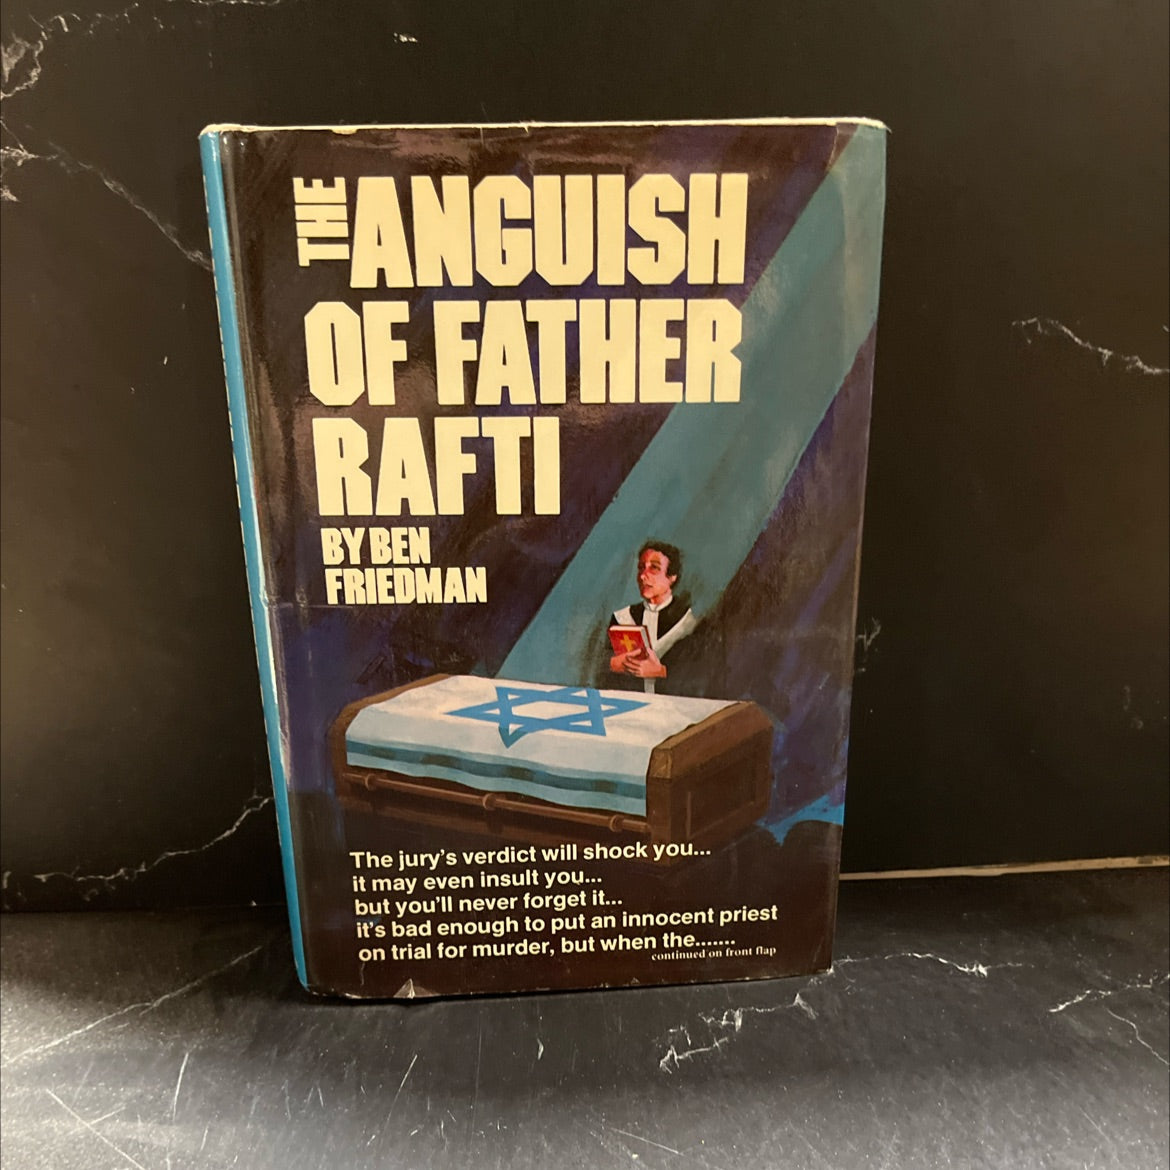 THE ANGUISH
OF FATHER
RAFTI
BY BEN
FRIEDMAN
The jury's verdict will shock you...
it may even insult you...
but you'll never forget it...
it's bad enough to put an innocent priest
on trial for murder, but when the.......
continued on front flap